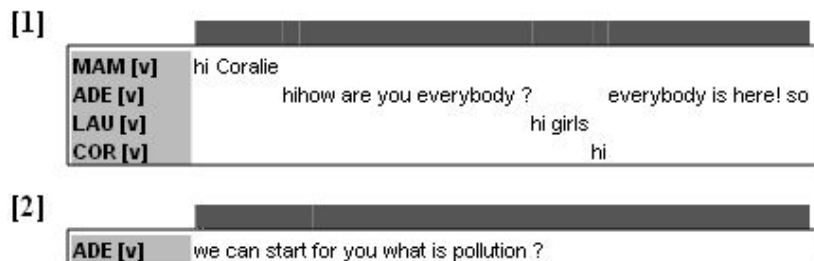 [1]
MAM [v] hi Coralie
ADE [v] hihow are you everybody ? everybody is here! so
LAU [v] hi girls
COR [v] hi
[2]
ADE [v] we can start for you what is pollution ?